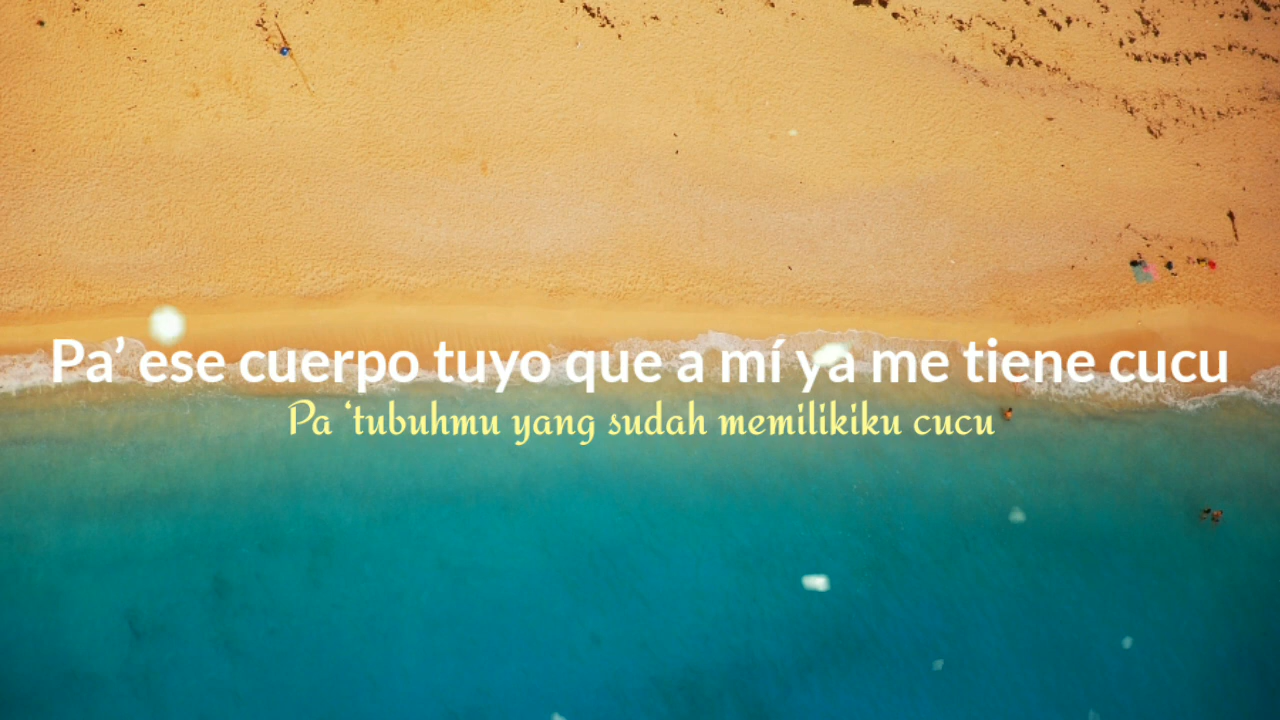 Pa’ ese cuerpo tuyo que a mí ya me tiene cucu
Pa ‘tubuhmu yang sudah memilikiku cucu